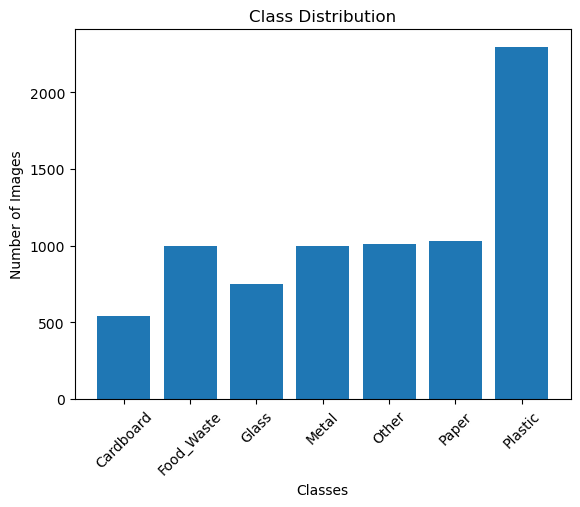 Class Distribution
Number of Images
2000
1500
1000
500
0
Cardboard
Food_Waste
Glass
Metal
Other
Paper
Plastic
Classes